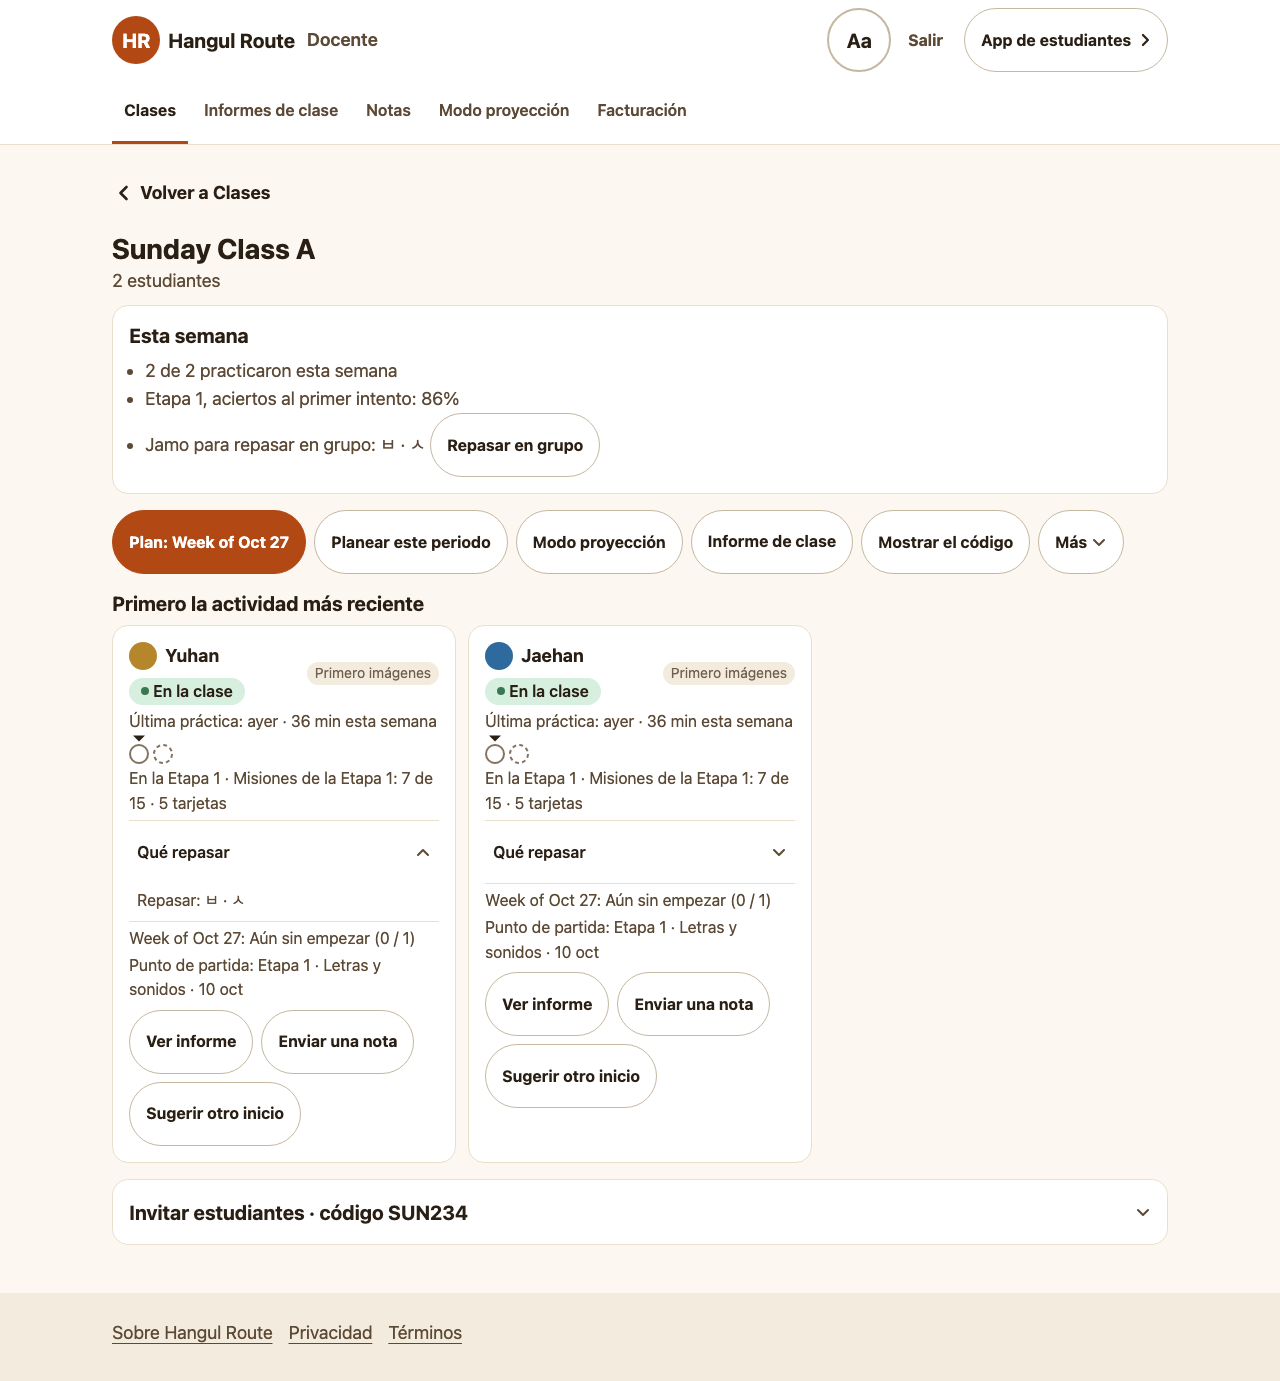 HR Hangul Route Docente
Aa Salir App de estudiantes
Clases Informes de clase Notas Modo proyección Facturación
Volver a Clases
Sunday Class A
2 estudiantes
Esta semana
• 2 de 2 practicaron esta semana
• Etapa 1, aciertos al primer intento: 86%
• Jamo para repasar en grupo: ㅂ · ㅅ Repasar en grupo
Plan: Week of Oct 27 Planear este periodo Modo proyección Informe de clase Mostrar el código Más
Primero la actividad más reciente
Yuhan
Primero imágenes
En la clase
Última práctica: ayer · 36 min esta semana
En la Etapa 1 · Misiones de la Etapa 1: 7 de
15 · 5 tarjetas
Qué repasar
Repasar: ㅂ · ㅅ
Week of Oct 27: Aún sin empezar (0 / 1)
Punto de partida: Etapa 1 · Letras y
sonidos · 10 oct
Ver informe Enviar una nota
Sugerir otro inicio
Jaehan
Primero imágenes
En la clase
Última práctica: ayer · 36 min esta semana
En la Etapa 1 · Misiones de la Etapa 1: 7 de
15 · 5 tarjetas
Qué repasar
Week of Oct 27: Aún sin empezar (0 / 1)
Punto de partida: Etapa 1 · Letras y
sonidos · 10 oct
Ver informe Enviar una nota
Sugerir otro inicio
Invitar estudiantes · código SUN234
Sobre Hangul Route Privacidad Términos